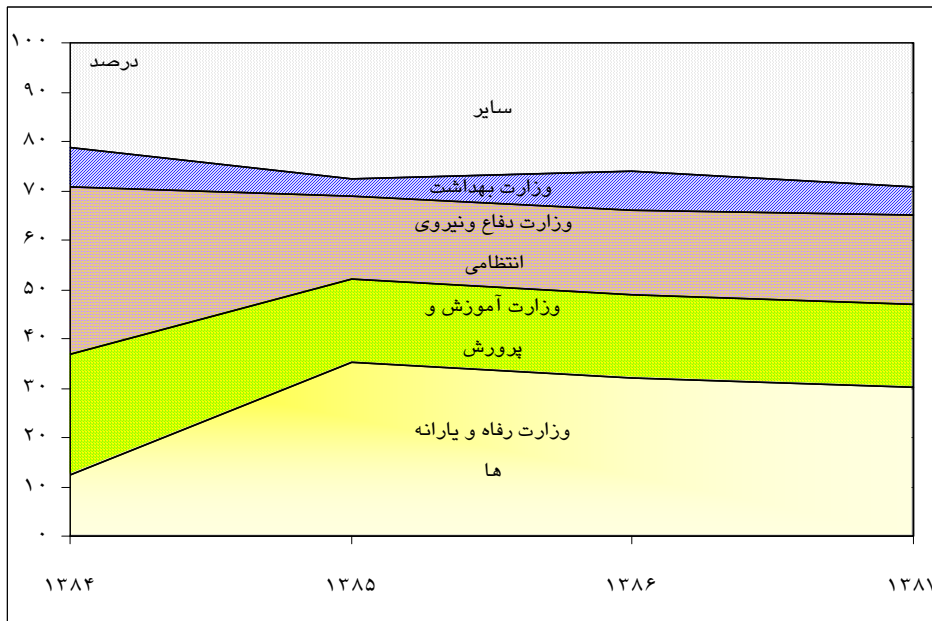 ۱۰۰
درصد
۹۰
سایر
۸۰
۷۰
وزارت بهداشت
وزارت دفاع ونیروی
۶۰
انتظامی
۵۰
وزارت آموزش و
۴۰
پرورش
۳۰
وزارت رفاه و یارانه
۲۰
ها
۱۰
۰
۱۳۸۴ ۱۳۸۵ ۱۳۸۶ ۱۳۸۷